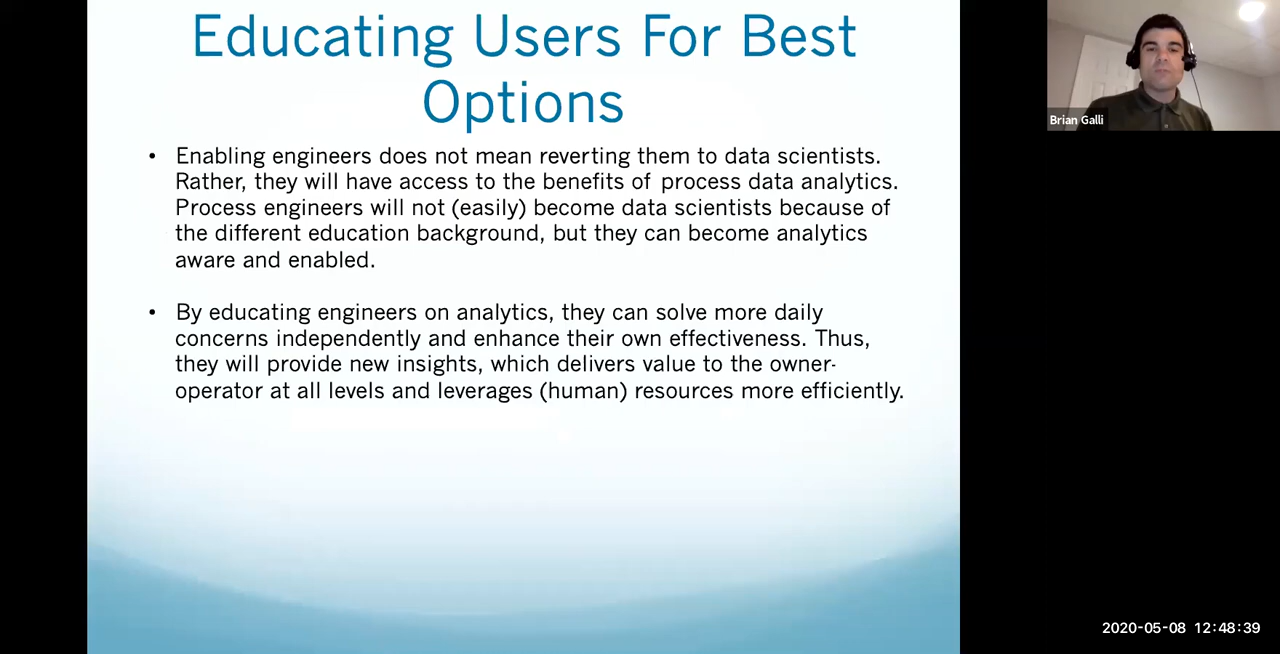 Educating Users For Best
Options
• Enabling engineers does not mean reverting them to data scientists.
Rather, they will have access to the benefits of process data analytics.
Process engineers will not (easily) become data scientists because of
the different education background, but they can become analytics
aware and enabled.
• By educating engineers on analytics, they can solve more daily
concerns independently and enhance their own effectiveness. Thus,
they will provide new insights, which delivers value to the owner-
operator at all levels and leverages (human) resources more efficiently.
Brian Galli
2020-05-08 12:48:39